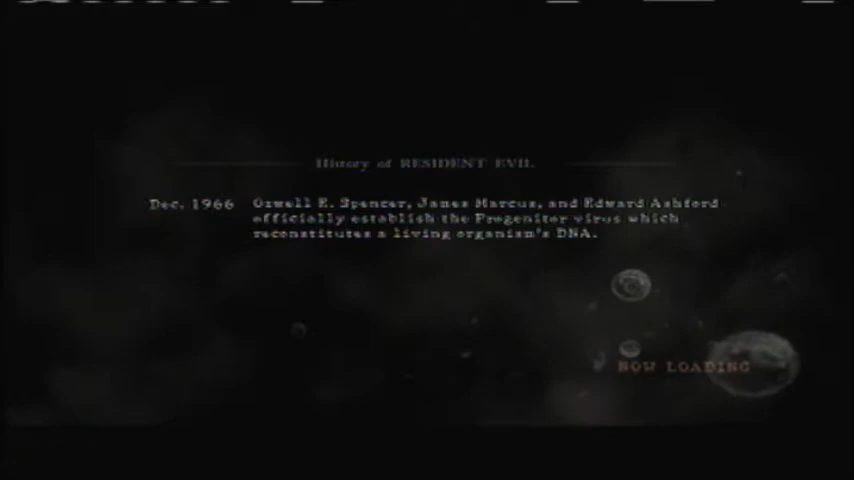 History of RESIDENT EVIL
Dec. 1966 Ozwell E. Spencer, James Marcus, and Edward Ashford
officially establish the Progenitor virus which
reconstitutes a living organism's DNA.
NOW LOADING